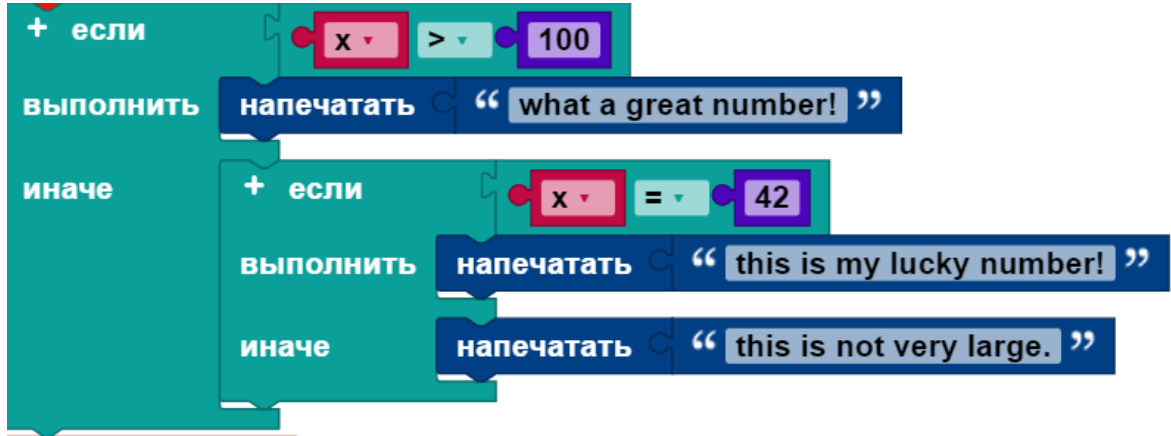 + если x ▾ > ▾ 100
выполнить напечатать “ what a great number! ”
иначе + если x ▾ = ▾ 42
выполнить напечатать “ this is my lucky number! ”
иначе напечатать “ this is not very large. ”